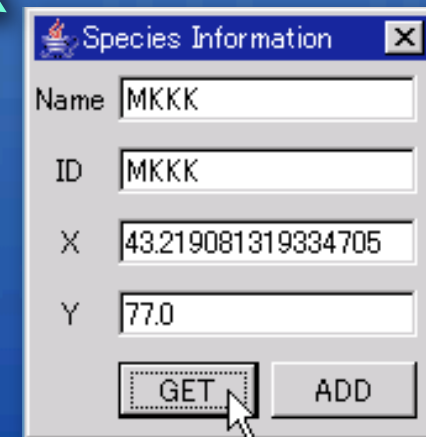 Species Information
Name MKKK
ID MKKK
X 43.219081319334705
Y 77.0
GET ADD